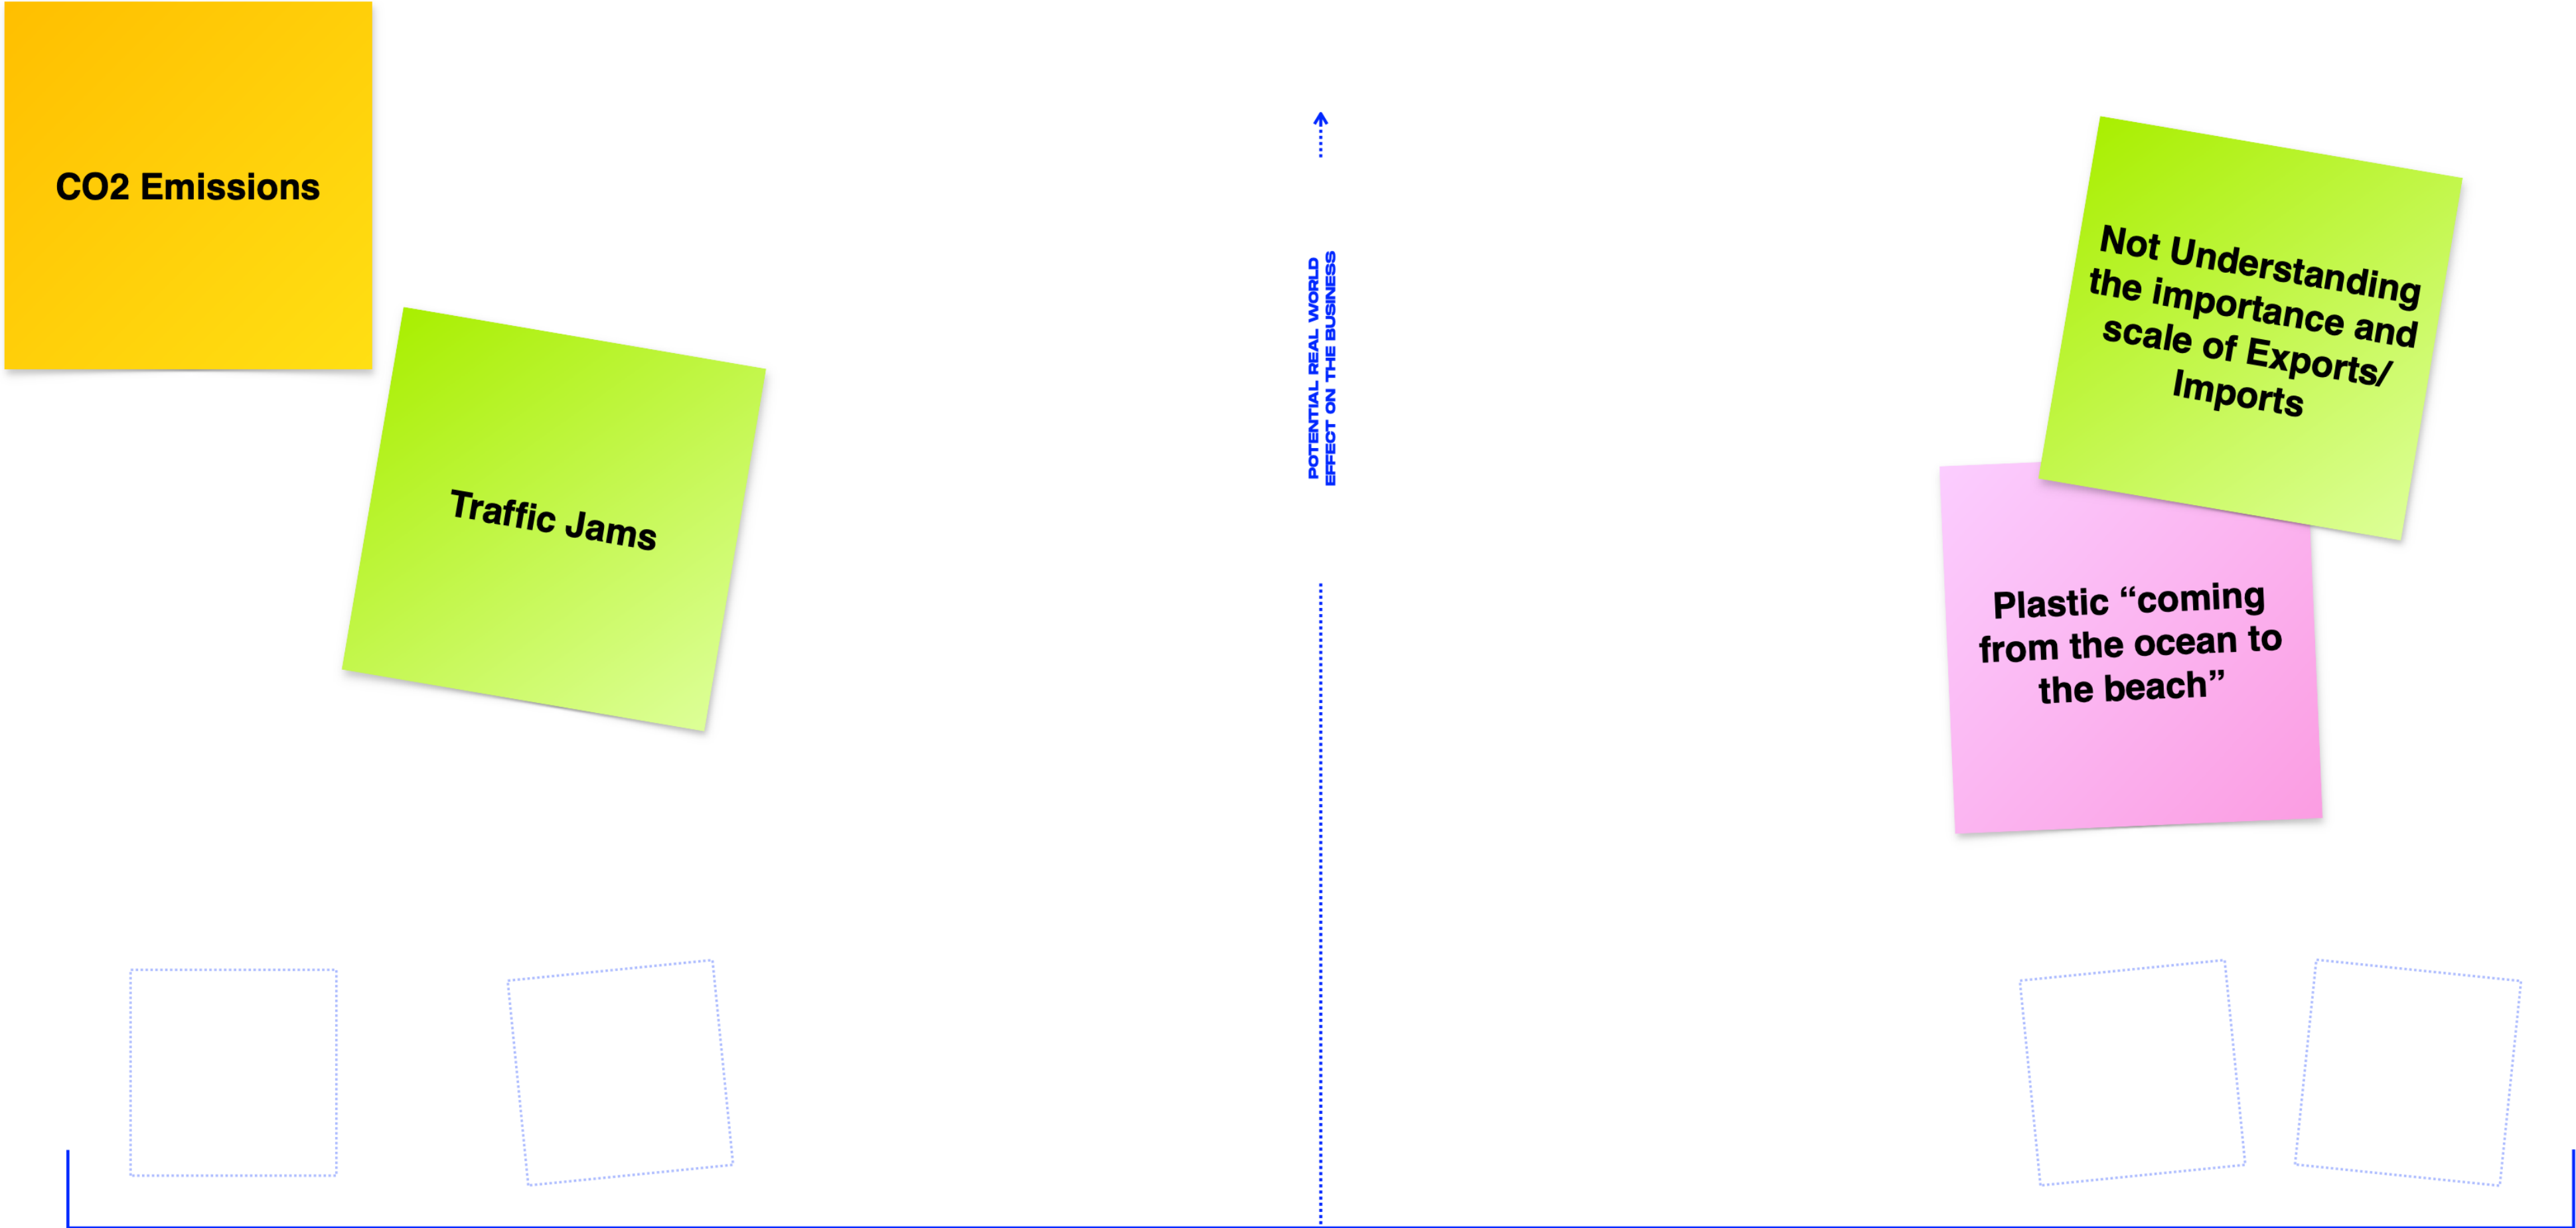 CO2 Emissions
Traffic Jams
POTENTIAL REAL WORLD
EFFECT ON THE BUSINESS
Not Understanding
the importance and
scale of Exports/
Imports
Plastic “coming
from the ocean to
the beach”